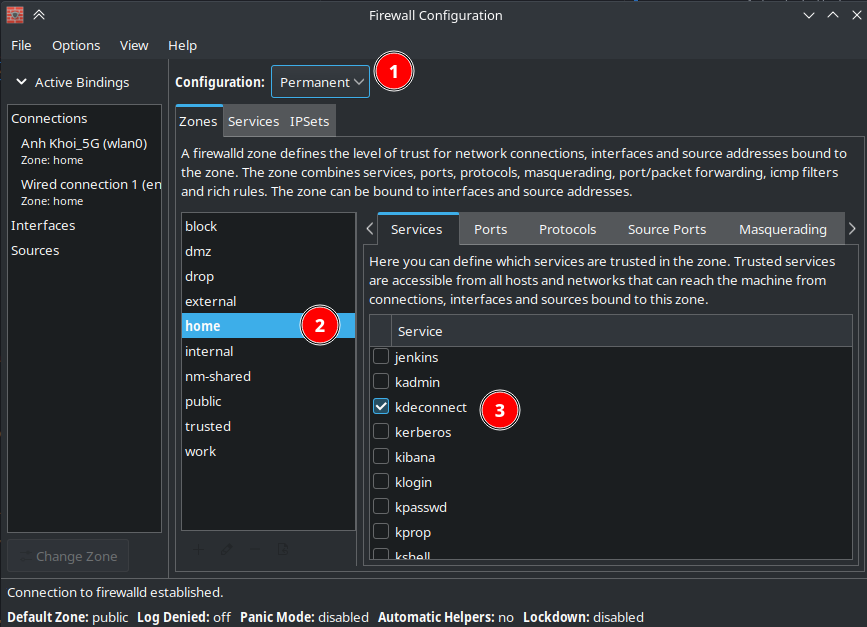 Firewall Configuration
File Options View Help
Active Bindings
Connections
Anh Khoi_5G (wlan0)
Zone: home
Wired connection 1 (en
Zone: home
Interfaces
Sources
Change Zone
Configuration: Permanent
1
Zones Services IPSets
A firewalld zone defines the level of trust for network connections, interfaces and source addresses bound to
the zone. The zone combines services, ports, protocols, masquerading, port/packet forwarding, icmp filters
and rich rules. The zone can be bound to interfaces and source addresses.
block
dmz
drop
external
home
2
internal
nm-shared
public
trusted
work
Services Ports Protocols Source Ports Masquerading
Here you can define which services are trusted in the zone. Trusted services
are accessible from all hosts and networks that can reach the machine from
connections, interfaces and sources bound to this zone.
Service
jenkins
kadmin
kdeconnect
3
kerberos
kibana
klogin
kpasswd
kprop
kshell
Connection to firewalld established.
Default Zone: public Log Denied: off Panic Mode: disabled Automatic Helpers: no Lockdown: disabled